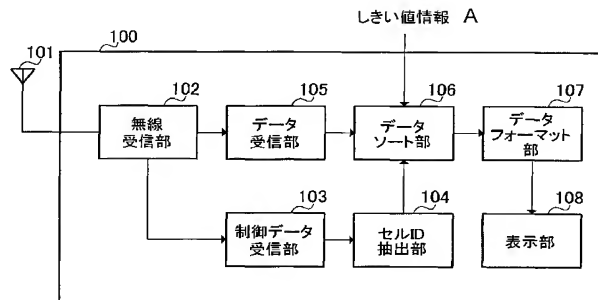 しきい値情報 A
101
100
102
無線
受信部
105
データ
受信部
106
データ
ソート部
107
データ
フォーマット
部
103
制御データ
受信部
104
セルID
抽出部
108
表示部